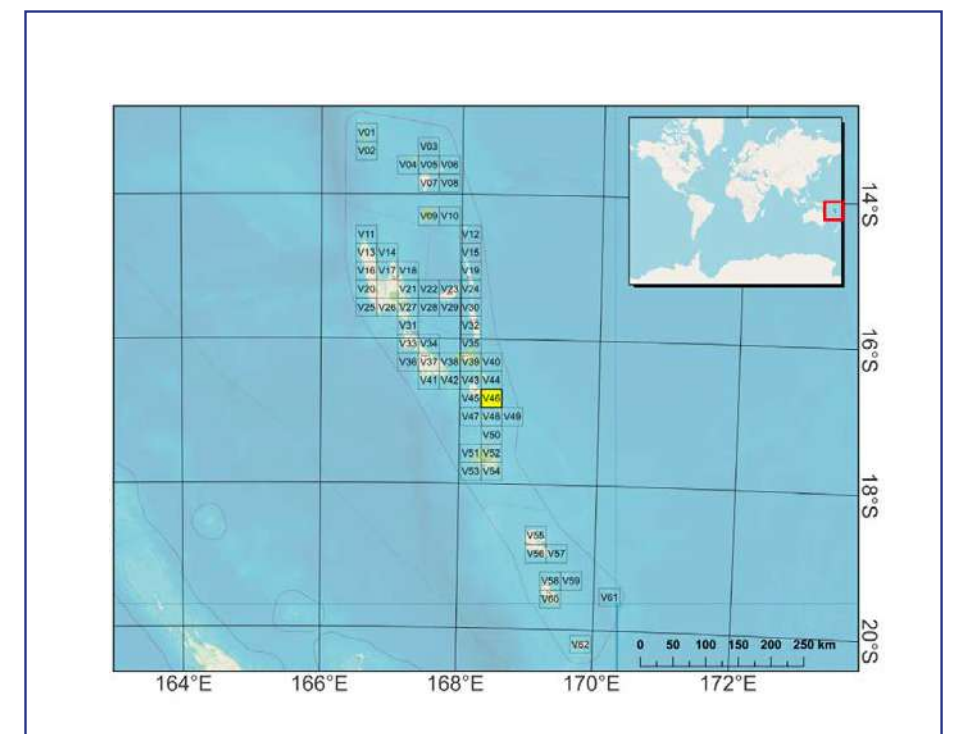 V01
V02 V03
V04 V05 V06
V07 V08
14°S
V09 V10
V11 V12
V13 V14 V15
V16 V17 V18 V19
V20 V21 V22 V23 V24
V25 V26 V27 V28 V29 V30
V31 V32
V33 V34 V35
16°S
V36 V37 V38 V39 V40
V41 V42 V43 V44
V45 V46
V47 V48 V49
V50
V51 V52
V53 V54
18°S
V55
V56 V57
V58 V59
V60 V61
V62
20°S
0 50 100 150 200 250 km
164°E 166°E 168°E 170°E 172°E